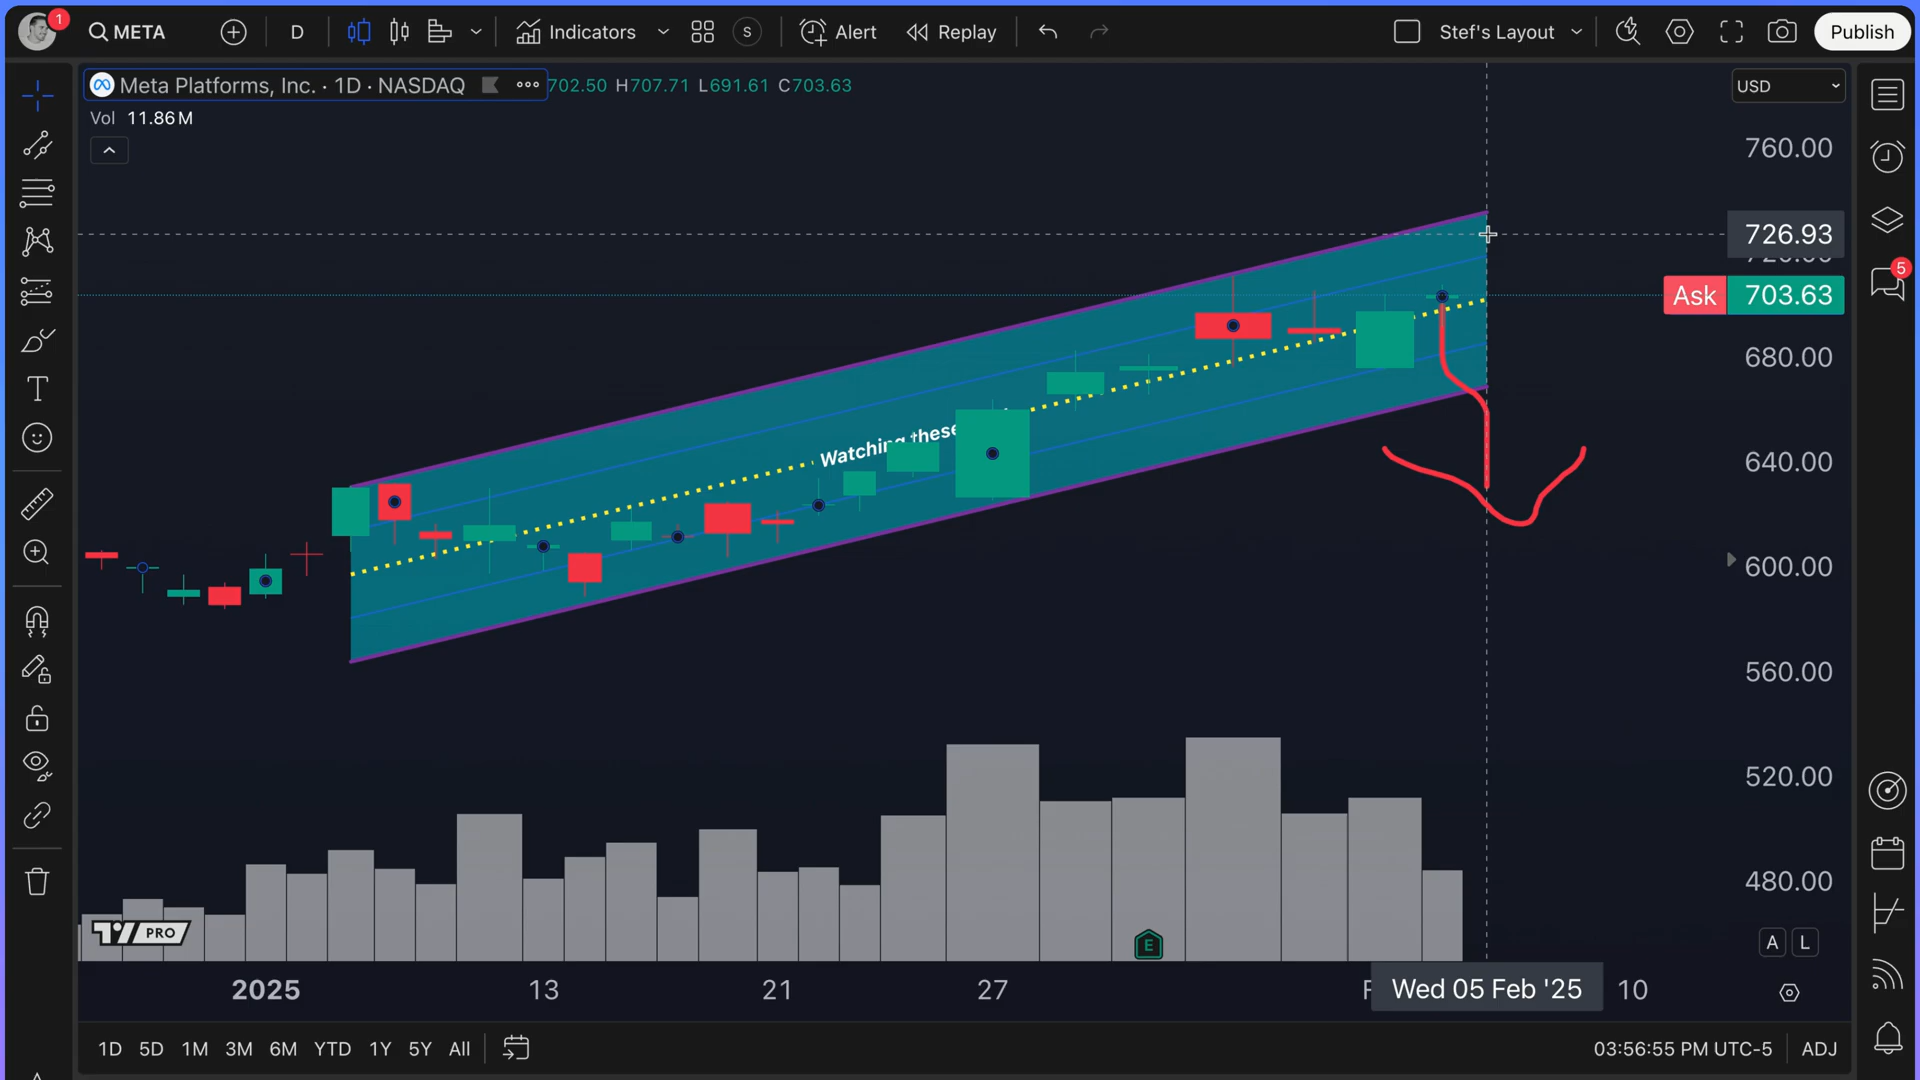 1
META
D
Indicators
S
Alert
Replay
Stef's Layout
Publish
Meta Platforms, Inc. · 1D · NASDAQ
702.50 H707.71 L691.61 C703.63
USD
Vol 11.86M
760.00
726.93
5
Ask 703.63
680.00
Watching these
640.00
600.00
560.00
520.00
480.00
PRO
E
A L
2025 13 21 27 Wed 05 Feb '25 10
1D 5D 1M 3M 6M YTD 1Y 5Y All
03:56:55 PM UTC-5 ADJ